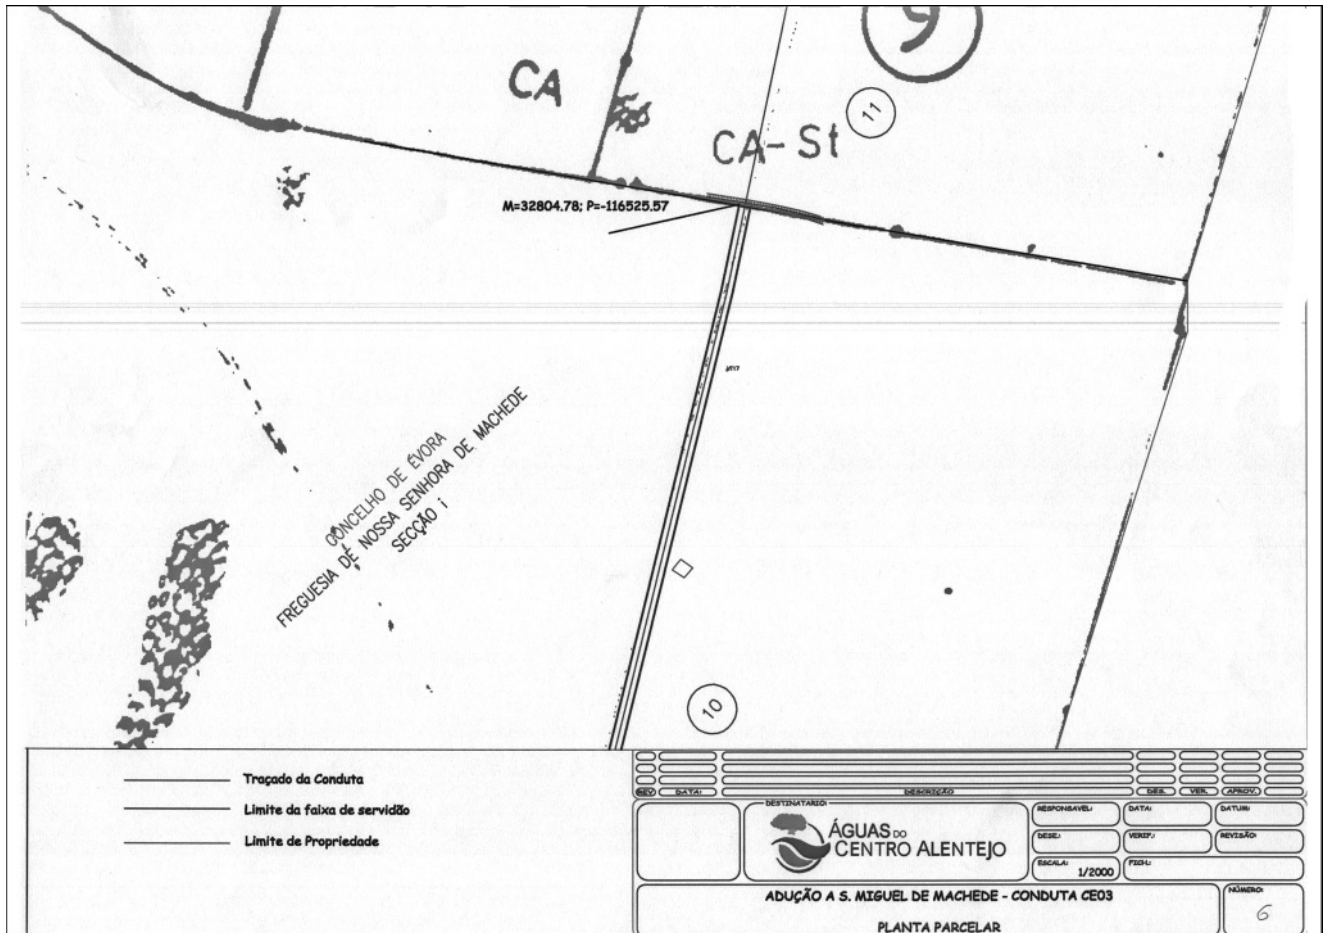 9
CA
11
CA-St
M=32804.78; P=-116525.57
CONCELHO DE ÉVORA
FREGUESIA DE NOSSA SENHORA DE MACHEDE
SECÇÃO I
10
Traçado da Conduta
Limite da faixa de servidão
Limite de Propriedade
REV DATA: DESCRIÇÃO DES. VER. APROV.
DESTINATARIO:
ÁGUAS DO
CENTRO ALENTEJO
RESPONSAVEL: DATA: DATUM:
DESE.: VERIF.: REVISÃO:
ESCALA: 1/2000 FICH.:
ADUÇÃO A S. MIGUEL DE MACHEDE - CONDUTA CE03
PLANTA PARCELAR
NÚMERO:
6